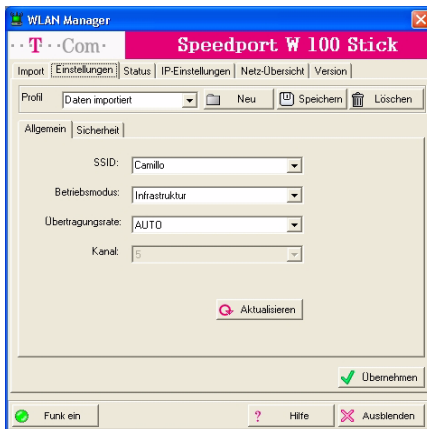 WLAN Manager
··T··Com· Speedport W 100 Stick
Import Einstellungen Status IP-Einstellungen Netz-Übersicht Version
Profil Daten importiert Neu Speichern Löschen
Allgemein Sicherheit
SSID: Camillo
Betriebsmodus: Infrastruktur
Übertragungsrate: AUTO
Kanal: 5
Aktualisieren
Übernehmen
Funk ein ? Hilfe Ausblenden